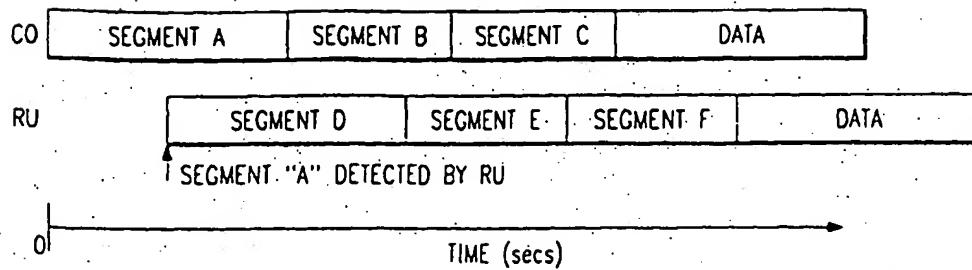 CO SEGMENT A SEGMENT B SEGMENT C DATA
RU SEGMENT D SEGMENT E SEGMENT F DATA
SEGMENT "A" DETECTED BY RU
0
TIME (secs)